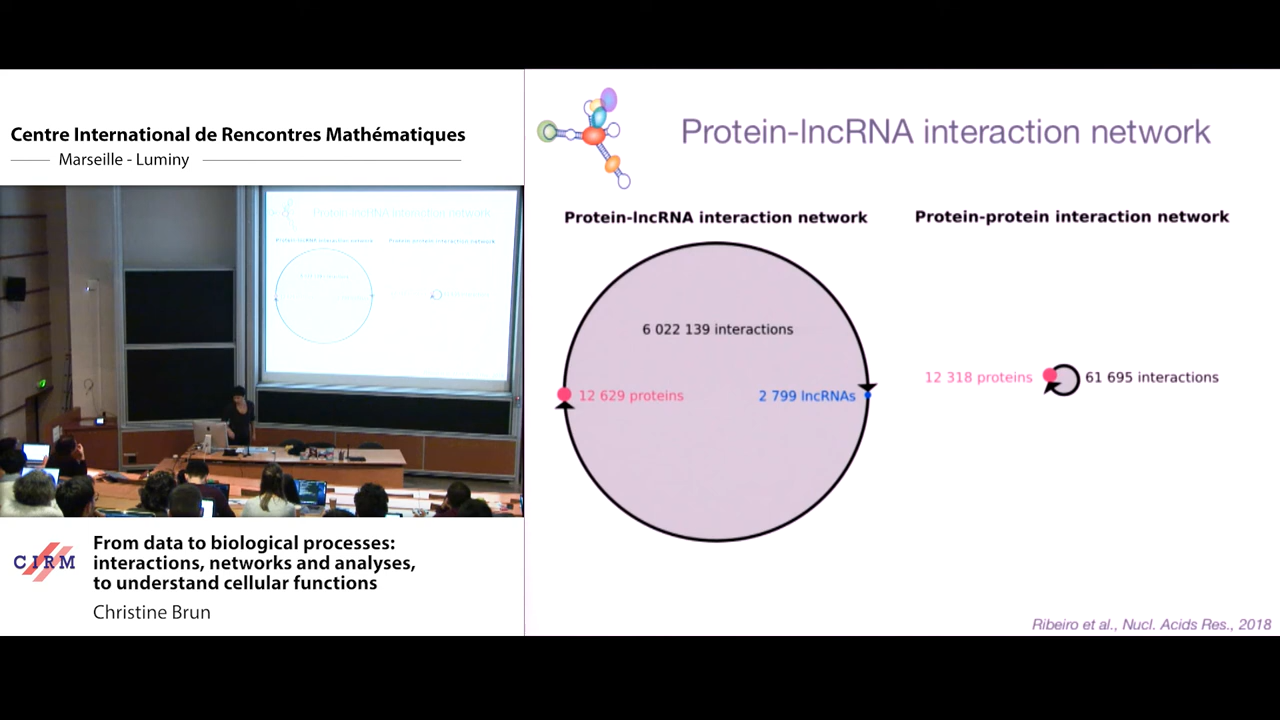 Centre International de Rencontres Mathématiques
Marseille - Luminy
CIRM
From data to biological processes:
interactions, networks and analyses,
to understand cellular functions
Christine Brun
Protein-lncRNA interaction network
Protein-lncRNA interaction network
6 022 139 interactions
12 629 proteins
2 799 lncRNAs
Protein-protein interaction network
12 318 proteins
61 695 interactions
Ribeiro et al., Nucl. Acids Res., 2018